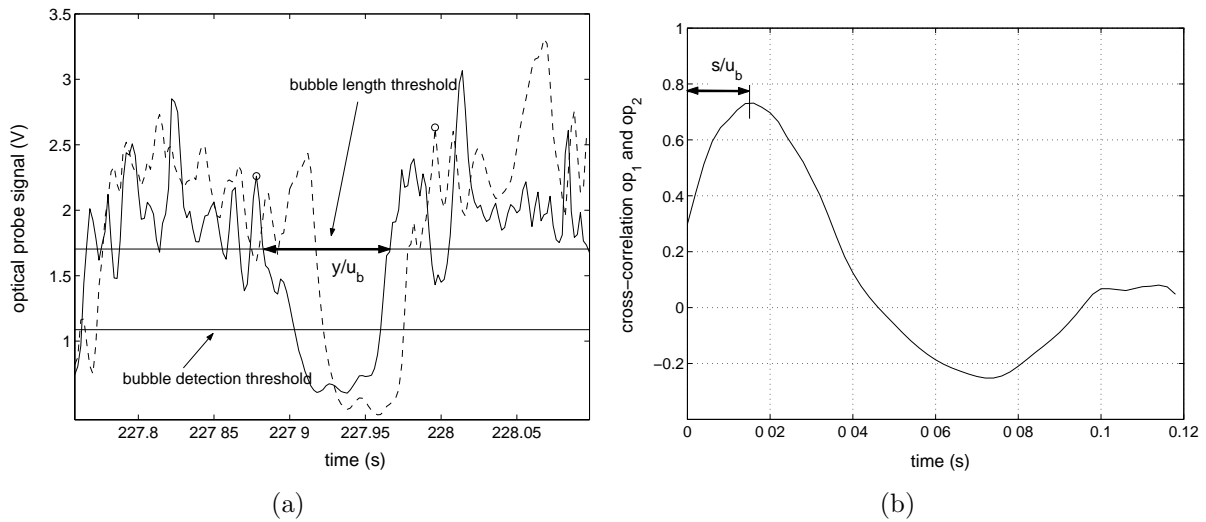 3.5
3
2.5
2
1.5
1
optical probe signal (V)
bubble length threshold
y/u_b
bubble detection threshold
227.8
227 85
227 9
227.95
228
228.05
time (s)
(a)
1
0.8
0.6
0.4
0.2
0
−0.2
cross−correlation op_1 and op_2
s/u_b
0
0 02
0 04
0 06
0 08
0.1
0.12
time (s)
(b)